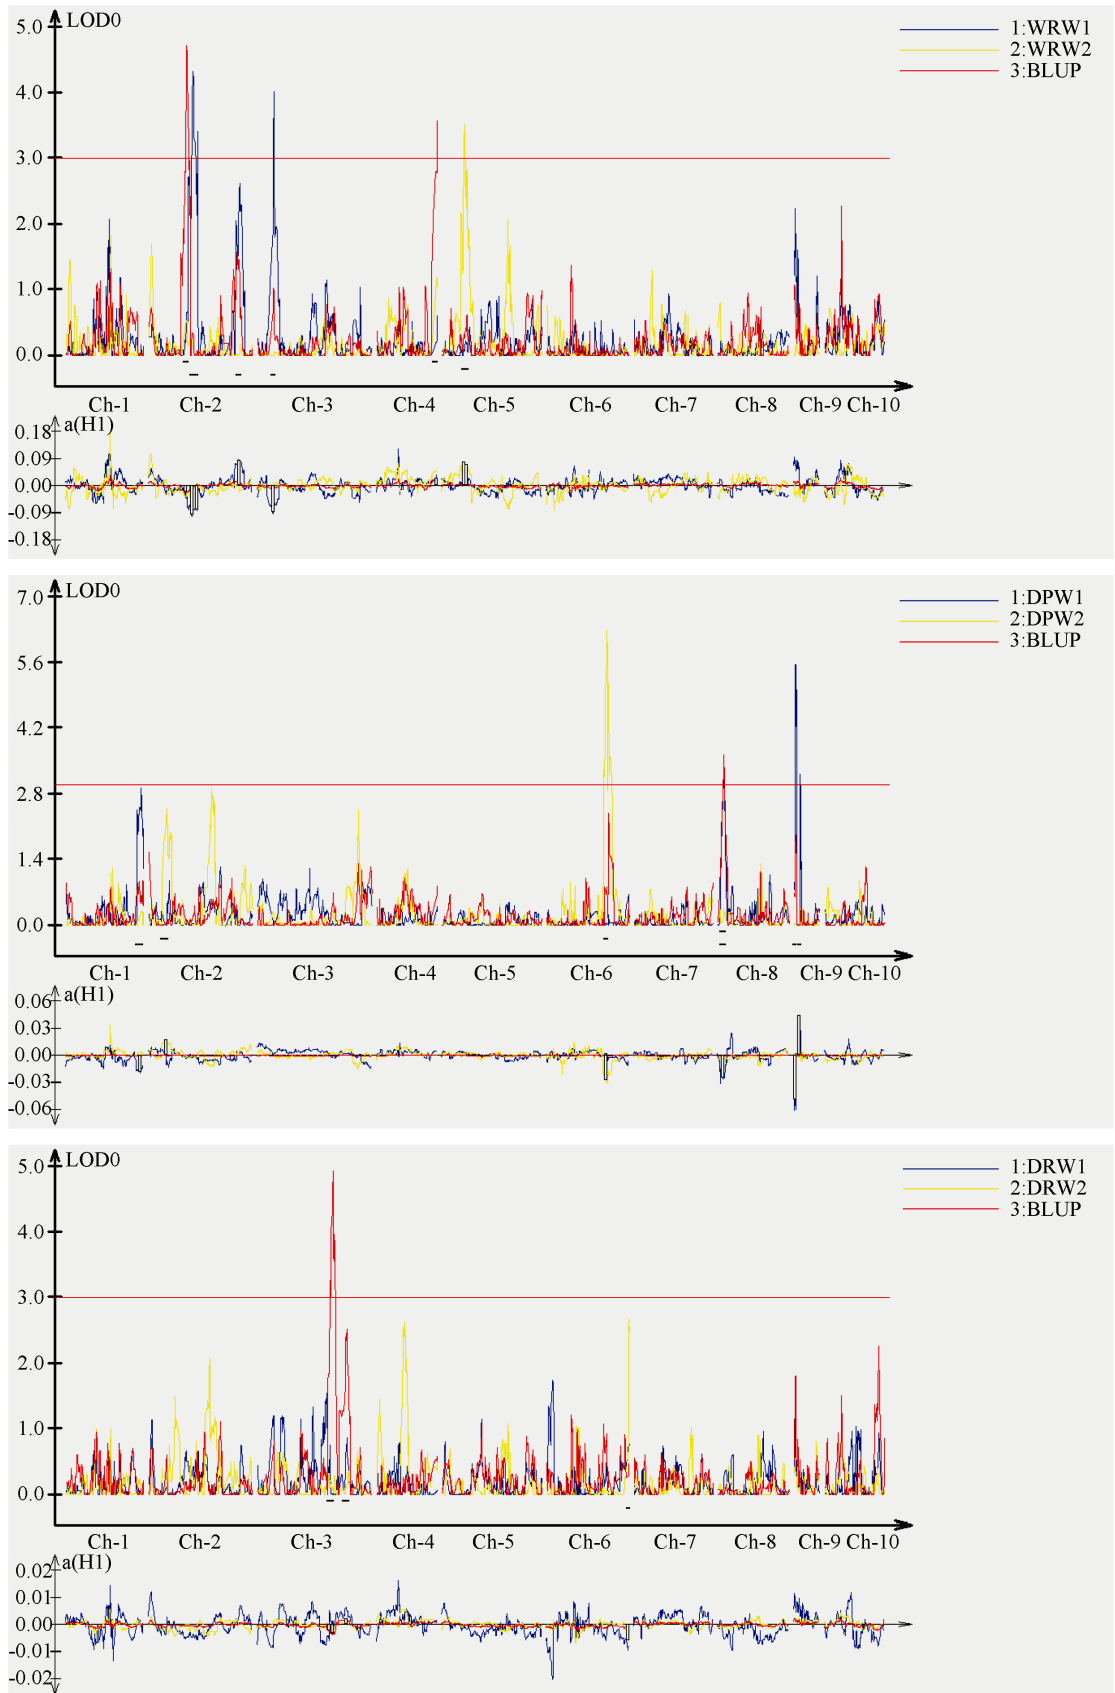 5.0 LOD0
1:WRW1
2:WRW2
3:BLUP
4.0
3.0
2.0
1.0
0.0
Ch-1 Ch-2 Ch-3 Ch-4 Ch-5 Ch-6 Ch-7 Ch-8 Ch-9 Ch-10
a(H1)
0.18
0.09
0.00
-0.09
-0.18
7.0 LOD0
1:DPW1
2:DPW2
3:BLUP
5.6
4.2
2.8
1.4
0.0
Ch-1 Ch-2 Ch-3 Ch-4 Ch-5 Ch-6 Ch-7 Ch-8 Ch-9 Ch-10
0.06 a(H1)
0.03
0.00
-0.03
-0.06
5.0 LOD0
1:DRW1
2:DRW2
3:BLUP
4.0
3.0
2.0
1.0
0.0
Ch-1 Ch-2 Ch-3 Ch-4 Ch-5 Ch-6 Ch-7 Ch-8 Ch-9 Ch-10
0.02 a(H1)
0.01
0.00
-0.01
-0.02